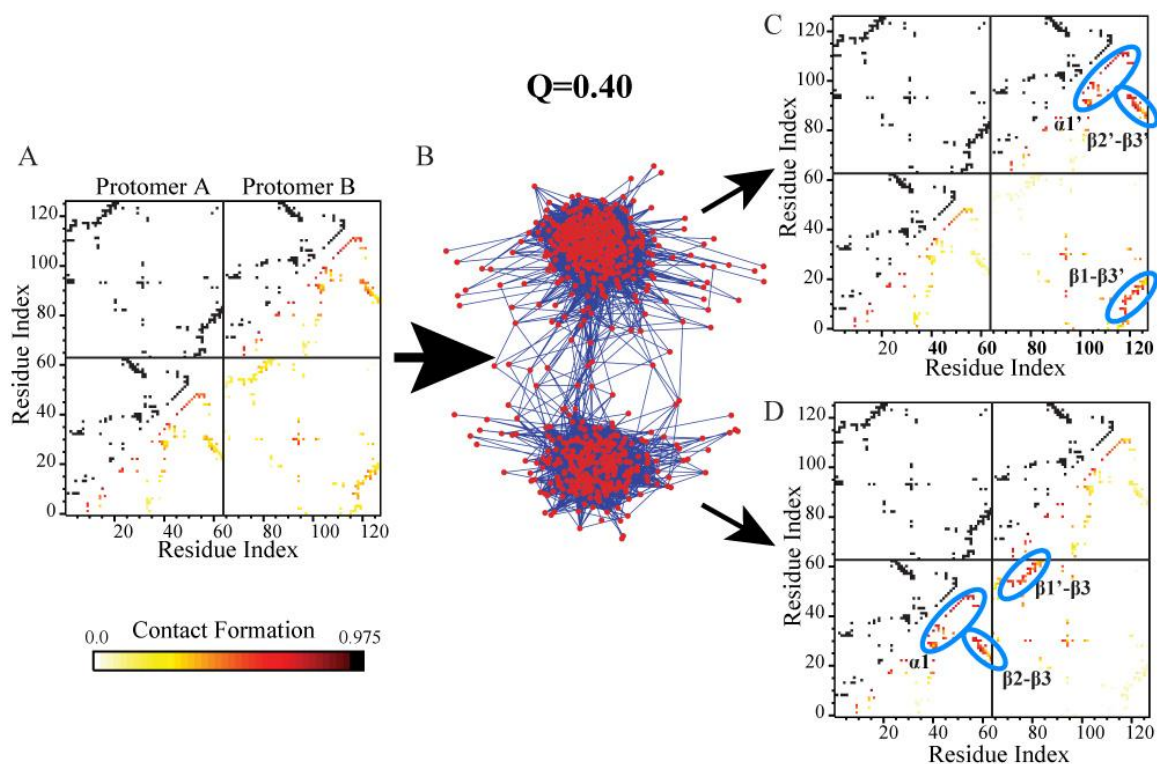 Q=0.40
A
Protomer A Protomer B
Residue Index
120
100
80
60
40
20
0
20 40 60 80 100 120
Residue Index
0.0 Contact Formation 0.975
B
C
Residue Index
120
100
80
60
40
20
0
α1’
β2’-β3’
β1-β3’
20 40 60 80 100 120
Residue Index
D
Residue Index
120
100
80
60
40
20
0
β1’-β3
α1
β2-β3
20 40 60 80 100 120
Residue Index